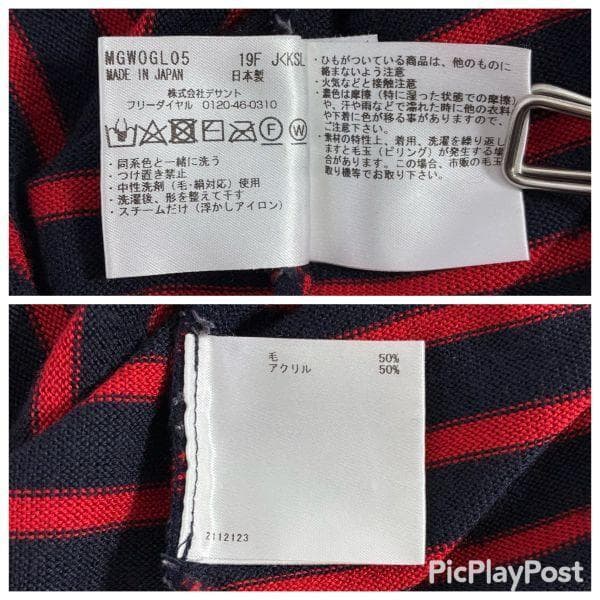 MGWOGL05 19F JKKSL
MADE IN JAPAN 日本製
株式会社デサント
フリーダイヤル 0120-46-0310
F W
・同系色と一緒に洗う
・つけ置き禁止
・中性洗剤（毛・絹対応）使用
・洗濯後、形を整えて干す
・スチームだけ（浮かしアイロン）
・ひもがついている商品は、他のものに
絡まないよう注意
・火気などと接触注意
・濃色は摩擦（特に湿った状態での摩擦）
や、汗や雨などで濡れた時に他の衣料
や下着に色が移る事がありますので、
ご注意下さい。
・素材の特性上、着用、洗濯を繰り返し
ますと毛玉（ピリング）が発生する場
合があります。この場合、市販の毛玉
取り機等でお取り下さい。
毛 50%
アクリル 50%
2112123
PicPlayPost